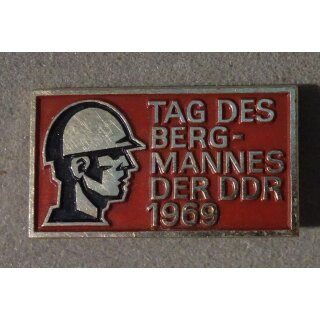 TAG DES
BERG-
MANNES
DER DDR
1969